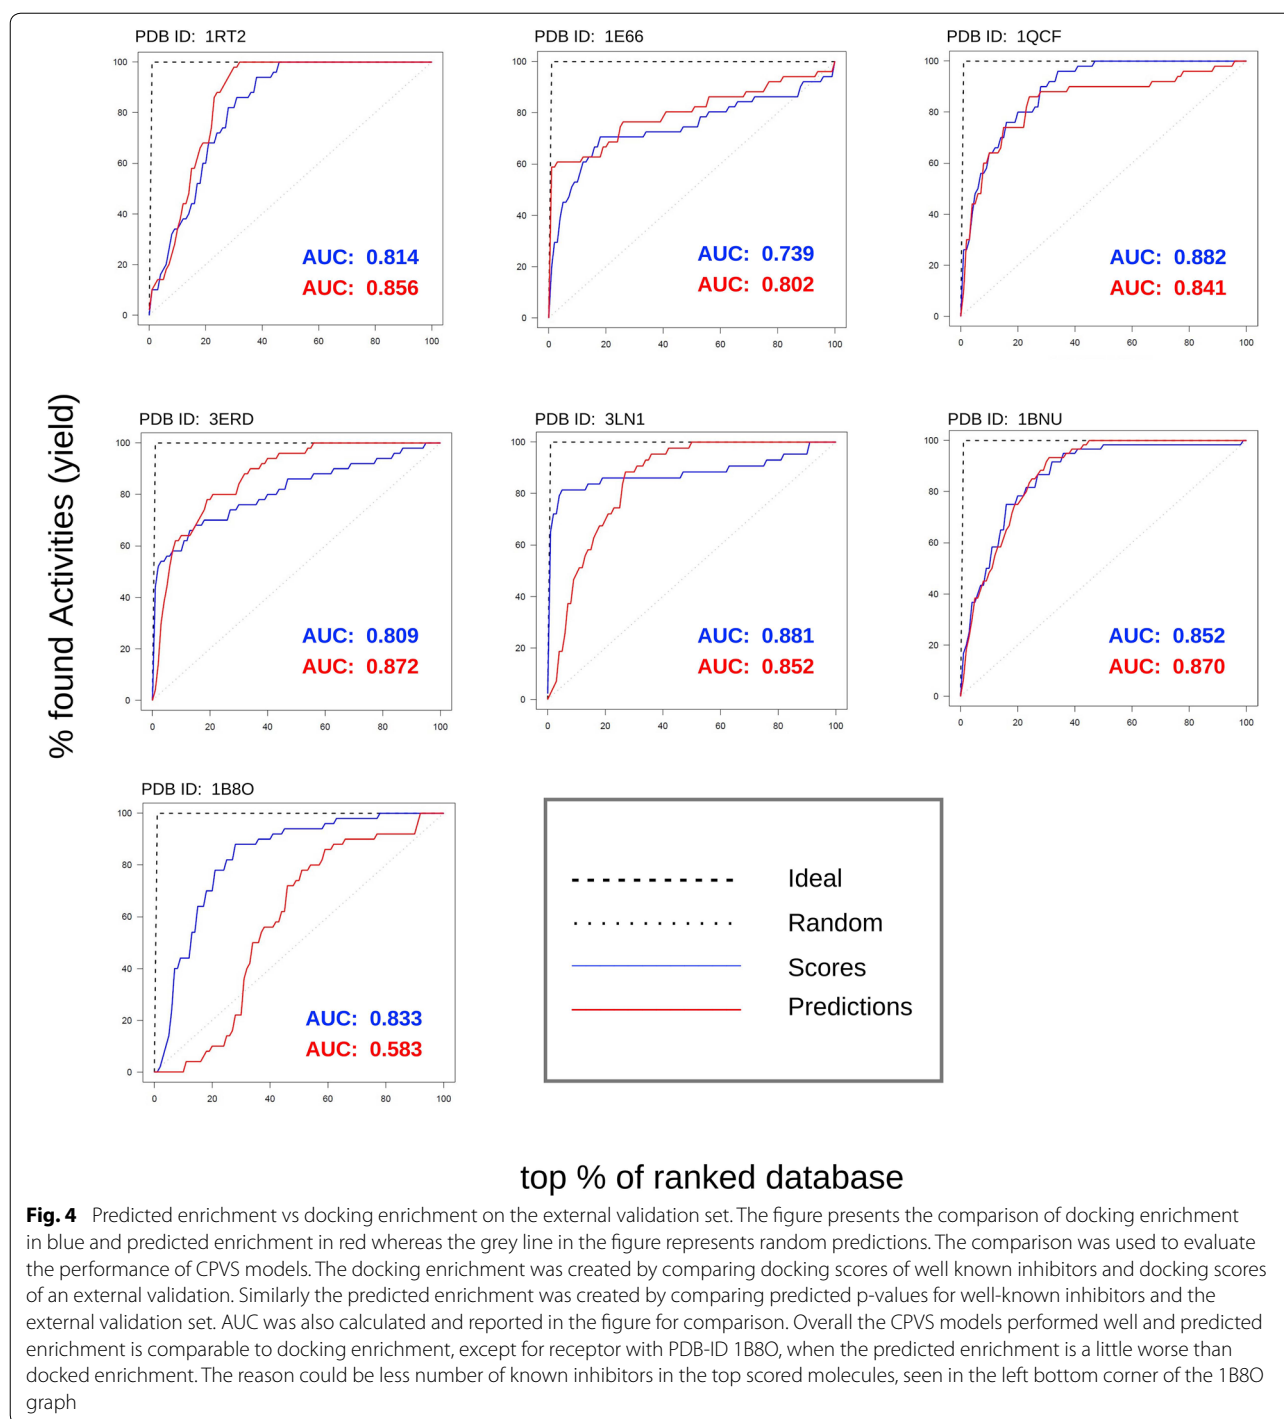 PDB ID: 1RT2
PDB ID: 1E66
PDB ID: 1QCF
100
80
60
40
20
0
0 20 40 60 80 100
AUC: 0.814
AUC: 0.856
100
80
60
40
20
0
0 20 40 60 80 100
AUC: 0.739
AUC: 0.802
100
80
60
40
20
0
0 20 40 60 80 100
AUC: 0.882
AUC: 0.841
% found Activities (yield)
PDB ID: 3ERD
PDB ID: 3LN1
PDB ID: 1BNU
100
80
60
40
20
0
0 20 40 60 80 100
AUC: 0.809
AUC: 0.872
100
80
60
40
20
0
0 20 40 60 80 100
AUC: 0.881
AUC: 0.852
100
80
60
40
20
0
0 20 40 60 80 100
AUC: 0.852
AUC: 0.870
PDB ID: 1B8O
100
80
60
40
20
0
0 20 40 60 80 100
AUC: 0.833
AUC: 0.583
Ideal
Random
Scores
Predictions
top % of ranked database
Fig. 4 Predicted enrichment vs docking enrichment on the external validation set. The figure presents the comparison of docking enrichment
in blue and predicted enrichment in red whereas the grey line in the figure represents random predictions. The comparison was used to evaluate
the performance of CPVS models. The docking enrichment was created by comparing docking scores of well known inhibitors and docking scores
of an external validation. Similarly the predicted enrichment was created by comparing predicted p-values for well-known inhibitors and the
external validation set. AUC was also calculated and reported in the figure for comparison. Overall the CPVS models performed well and predicted
enrichment is comparable to docking enrichment, except for receptor with PDB-ID 1B8O, when the predicted enrichment is a little worse than
docked enrichment. The reason could be less number of known inhibitors in the top scored molecules, seen in the left bottom corner of the 1B8O
graph